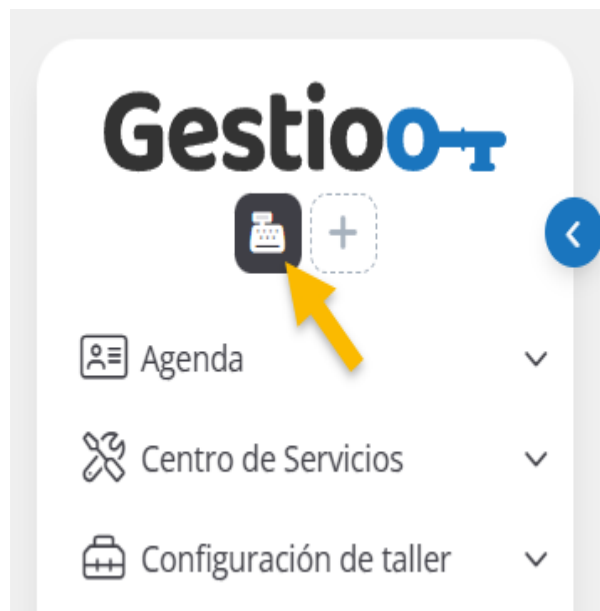 Gestioo
Agenda
Centro de Servicios
Configuración de taller